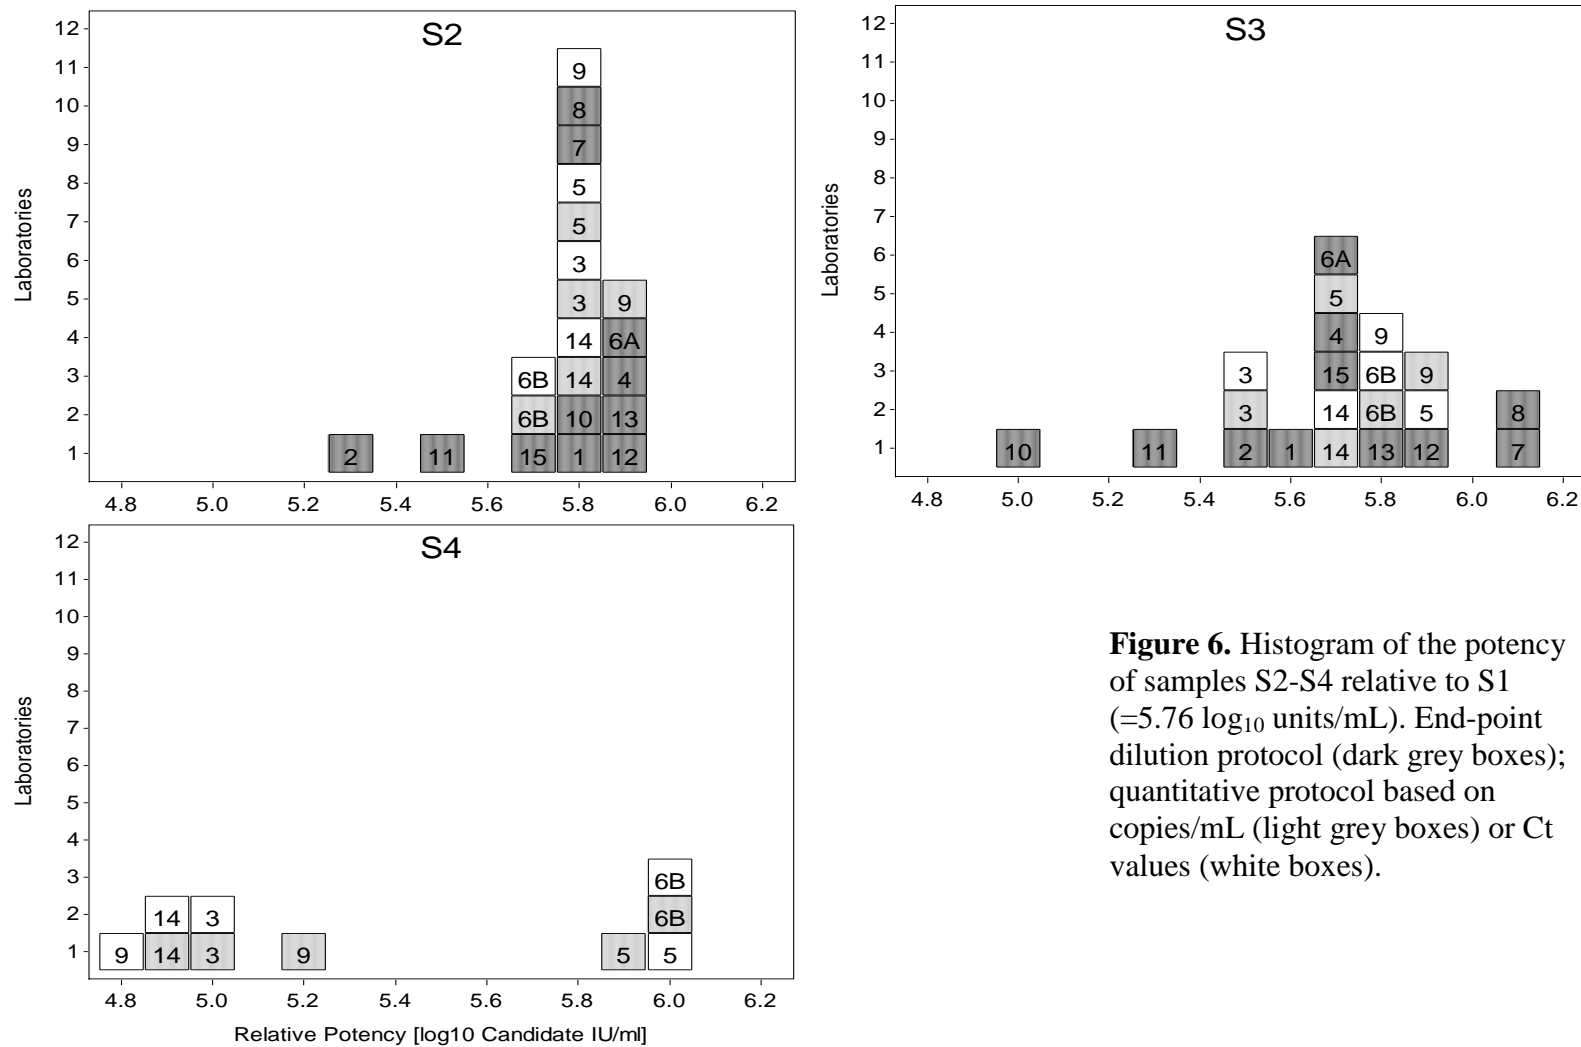 S2
12
11
10
9
8
7
6
5
4
3
2
1
Laboratories
9
8
7
5
5
3
3 9
14 6A
6B 14 4
6B 10 13
2 11 15 1 12
4.8 5.0 5.2 5.4 5.6 5.8 6.0 6.2
S3
12
11
10
9
8
7
6
5
4
3
2
1
Laboratories
6A
5
4 9
3 15 6B 9
3 14 6B 5 8
10 11 2 1 14 13 12 7
4.8 5.0 5.2 5.4 5.6 5.8 6.0 6.2
S4
12
11
10
9
8
7
6
5
4
3
2
1
Laboratories
6B
14 3 6B
9 14 3 9 5 5
4.8 5.0 5.2 5.4 5.6 5.8 6.0 6.2
Relative Potency [log10 Candidate IU/ml]
Figure 6. Histogram of the potency
of samples S2-S4 relative to S1
(=5.76 log₁₀ units/mL). End-point
dilution protocol (dark grey boxes);
quantitative protocol based on
copies/mL (light grey boxes) or Ct
values (white boxes).